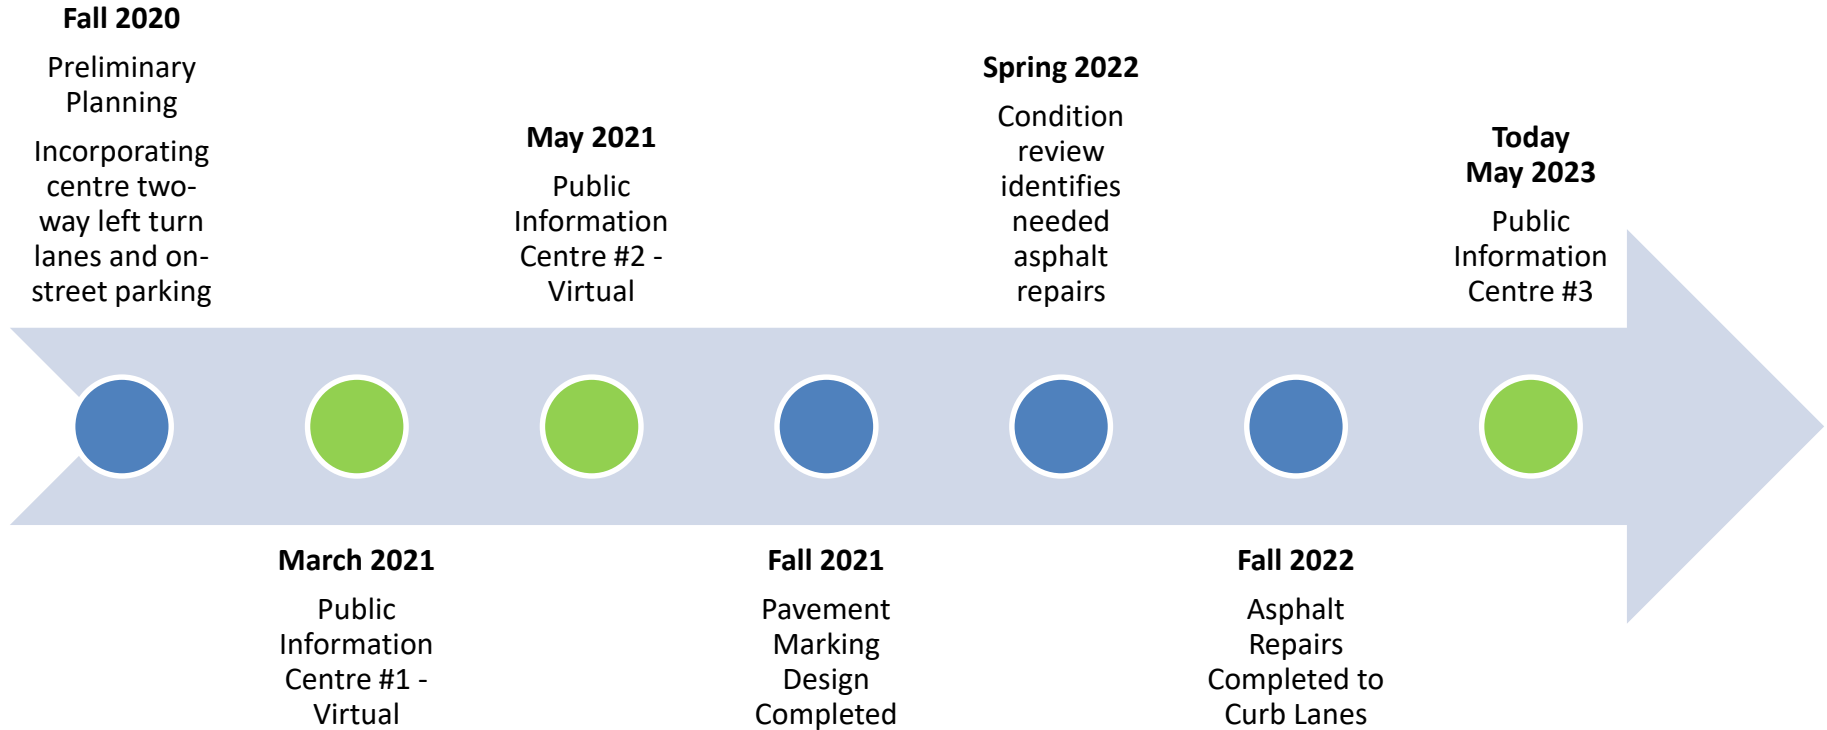 Fall 2020
Preliminary
Planning
Incorporating
centre two-
way left turn
lanes and on-
street parking
March 2021
Public
Information
Centre #1 -
Virtual
May 2021
Public
Information
Centre #2 -
Virtual
Fall 2021
Pavement
Marking
Design
Completed
Spring 2022
Condition
review
identifies
needed
asphalt
repairs
Fall 2022
Asphalt
Repairs
Completed to
Curb Lanes
Today
May 2023
Public
Information
Centre #3